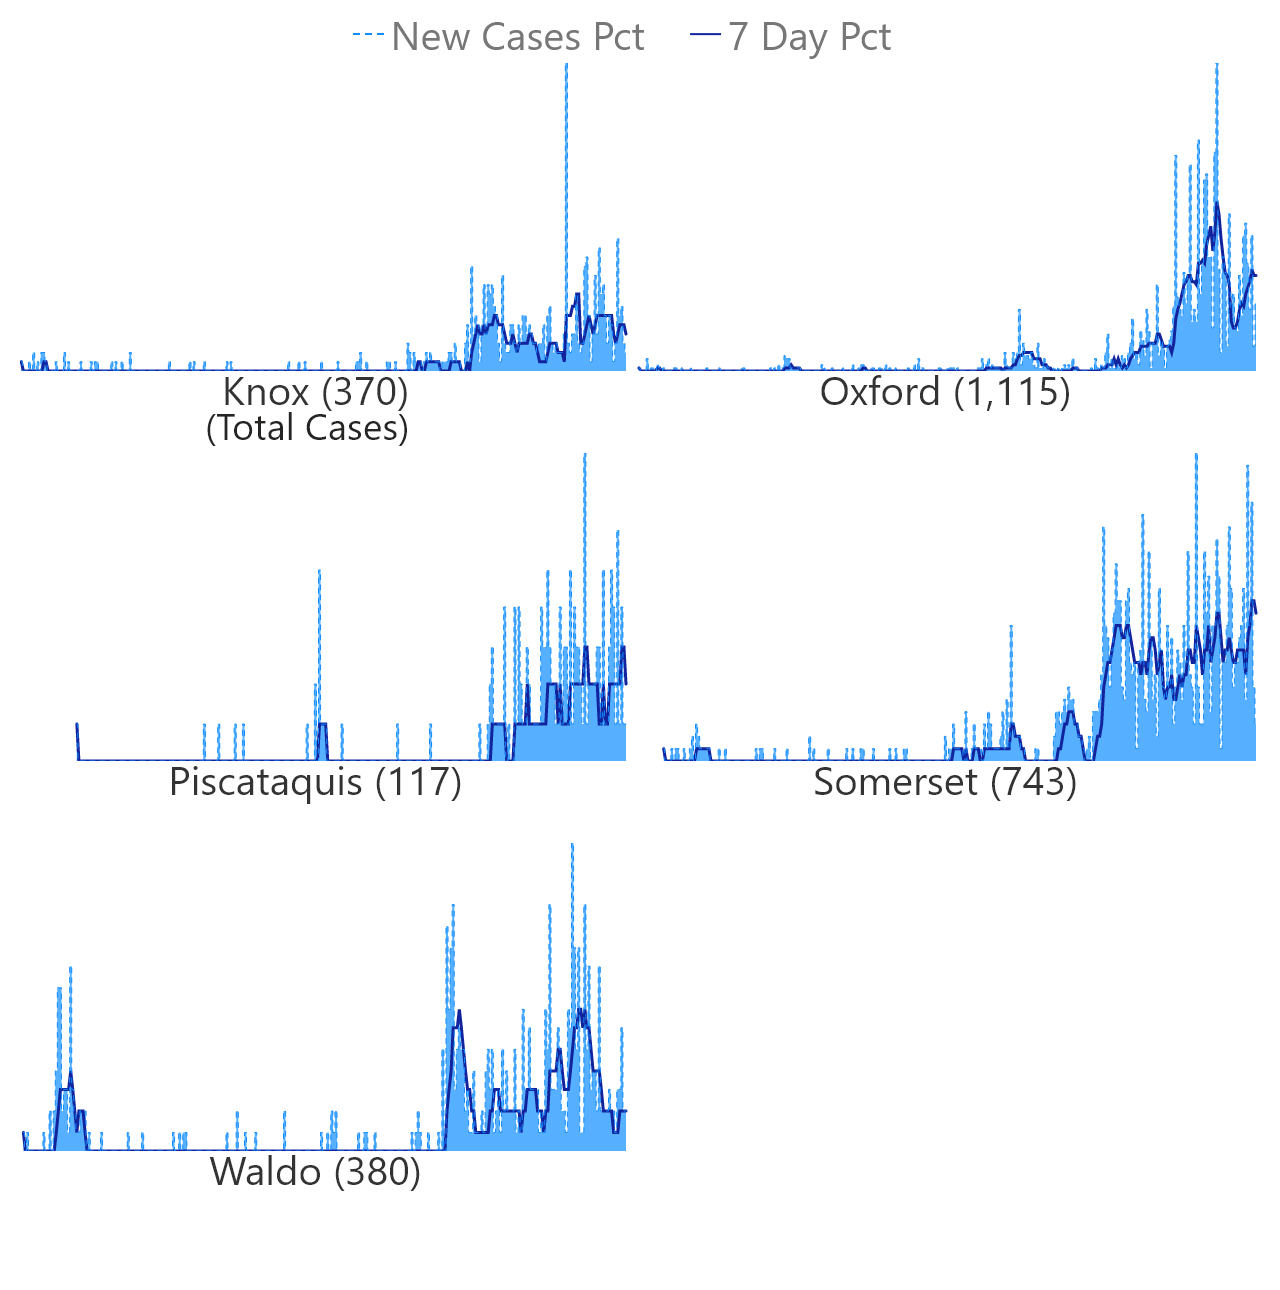 New Cases Pct 7 Day Pct
Knox (370)
(Total Cases)
Oxford (1,115)
Piscataquis (117)
Somerset (743)
Waldo (380)